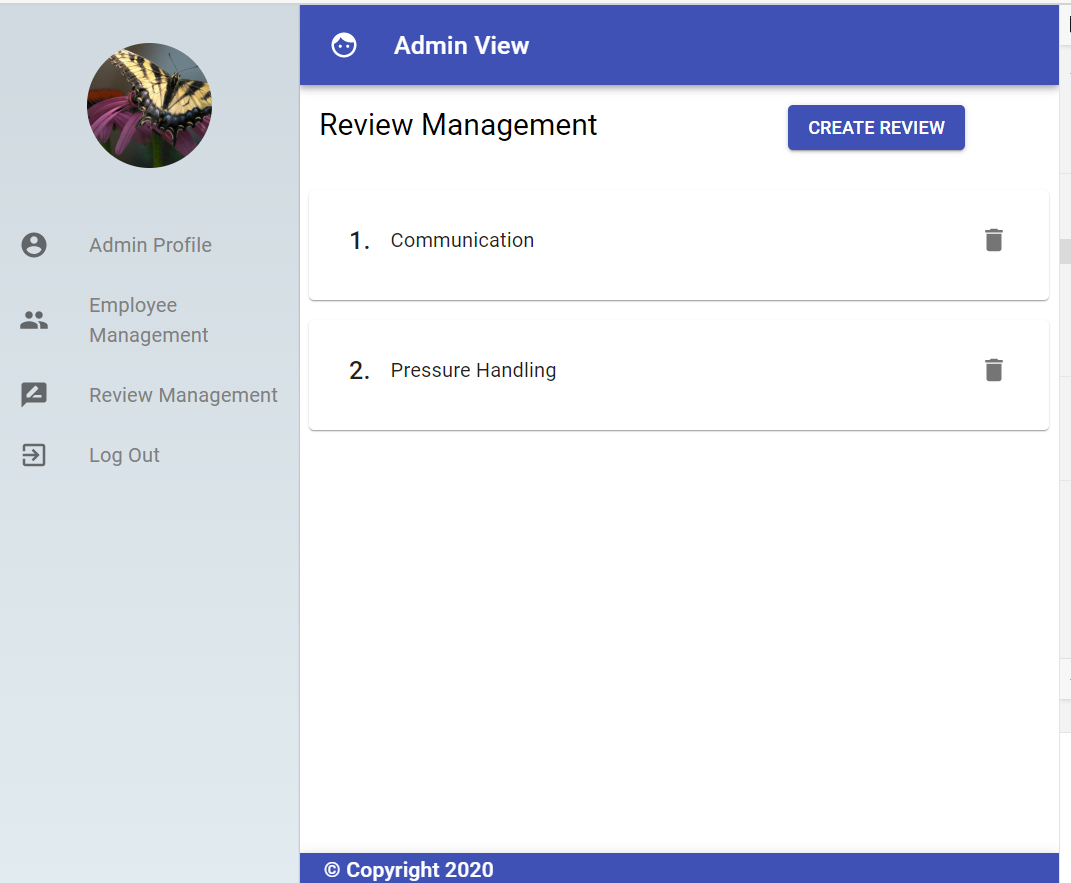 Admin View
Review Management
CREATE REVIEW
Admin Profile
Employee
Management
Review Management
Log Out
1. Communication
2. Pressure Handling
© Copyright 2020